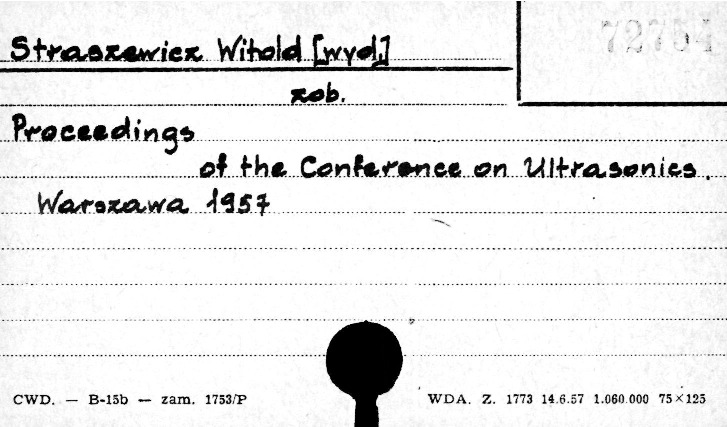 72754
Straszewicz Witold [wyd.]
zob.
Proceedings
of the Conference on Ultrasonics.
Warszawa 1957
CWD. — B-15b — zam. 1753/P
WDA. Z. 1773 14.6.57 1.060.000 75×125